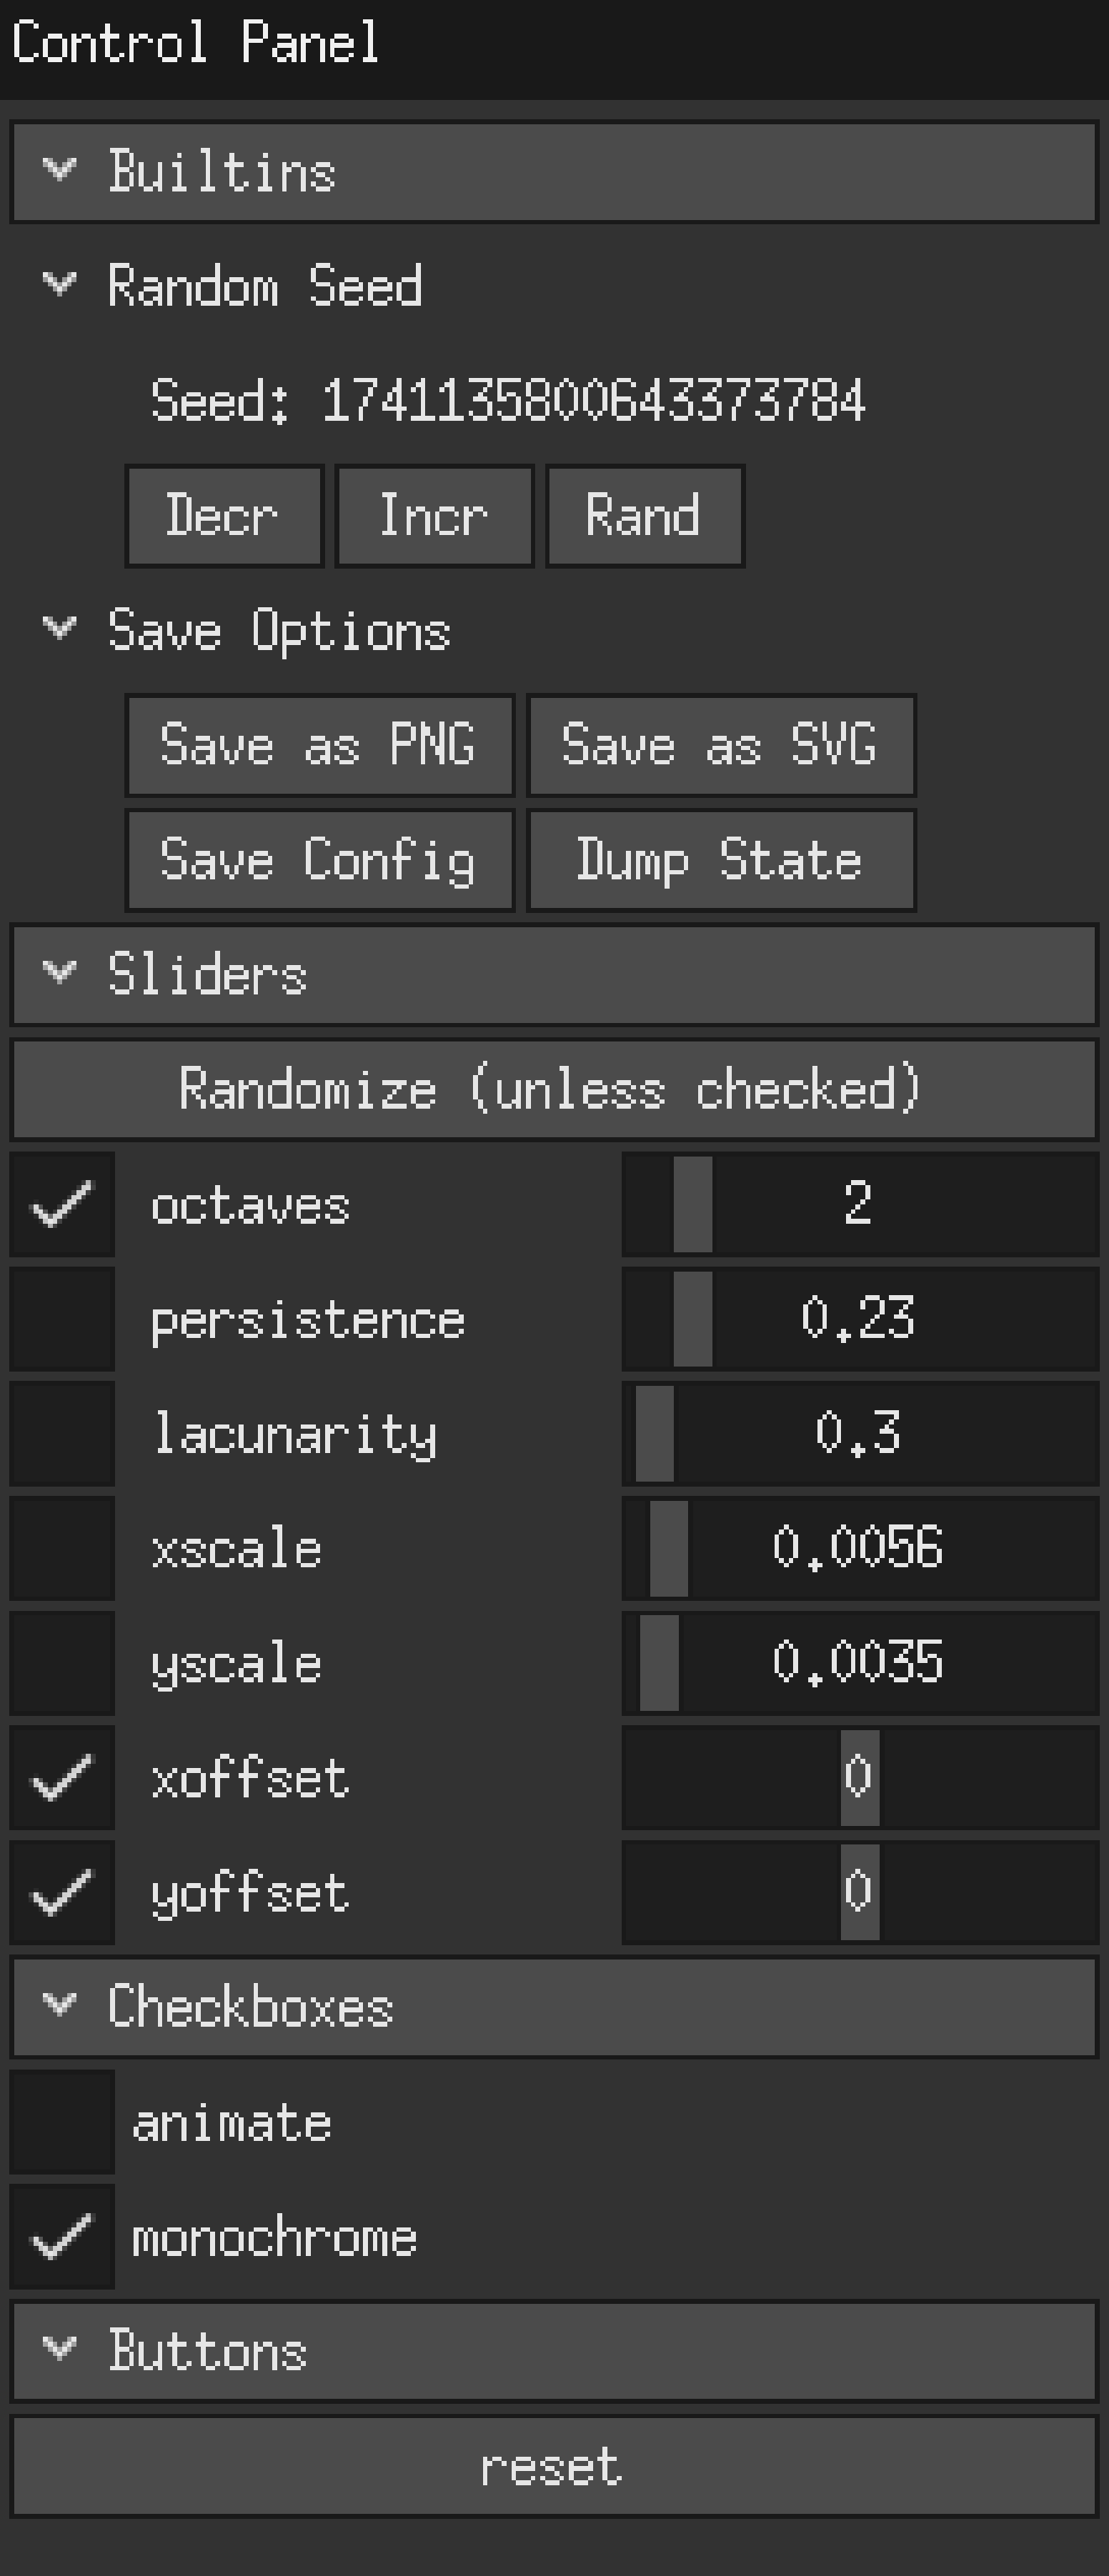 Control Panel
Builtins
Random Seed
Seed: 1741135800643373784
Decr Incr Rand
Save Options
Save as PNG Save as SVG
Save Config Dump State
Sliders
Randomize (unless checked)
octaves 2
persistence 0.23
lacunarity 0.3
xscale 0.0056
yscale 0.0035
xoffset 0
yoffset 0
Checkboxes
animate
monochrome
Buttons
reset